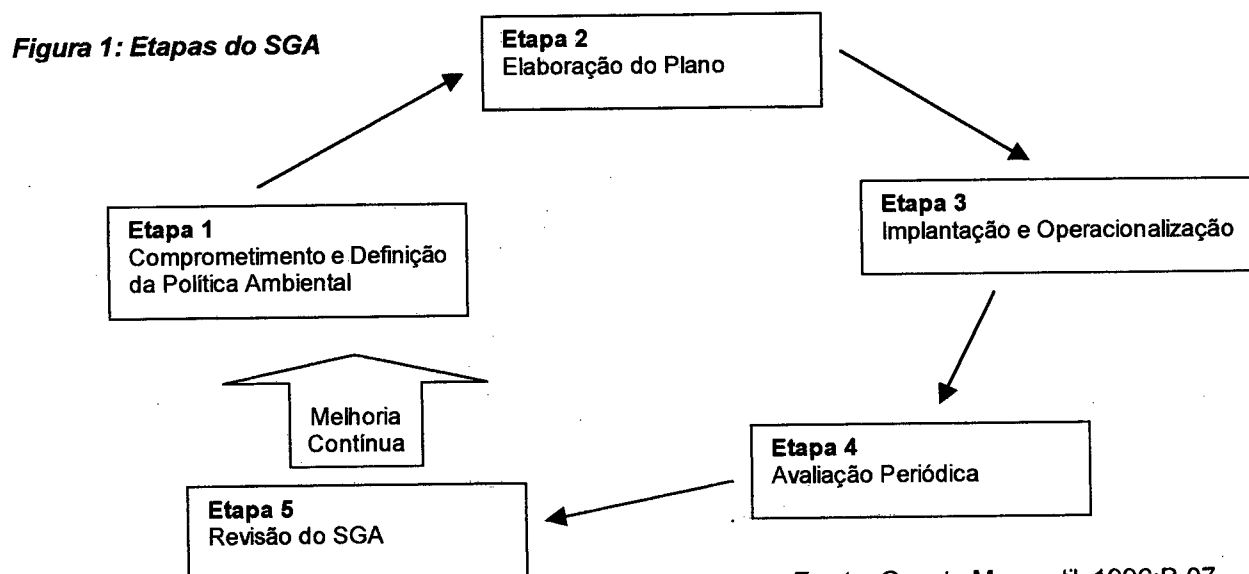 Figura 1: Etapas do SGA
Etapa 2
Elaboração do Plano
Etapa 3
Implantação e Operacionalização
Etapa 1
Comprometimento e Definição
da Política Ambiental
Melhoria
Contínua
Etapa 4
Avaliação Periódica
Etapa 5
Revisão do SGA